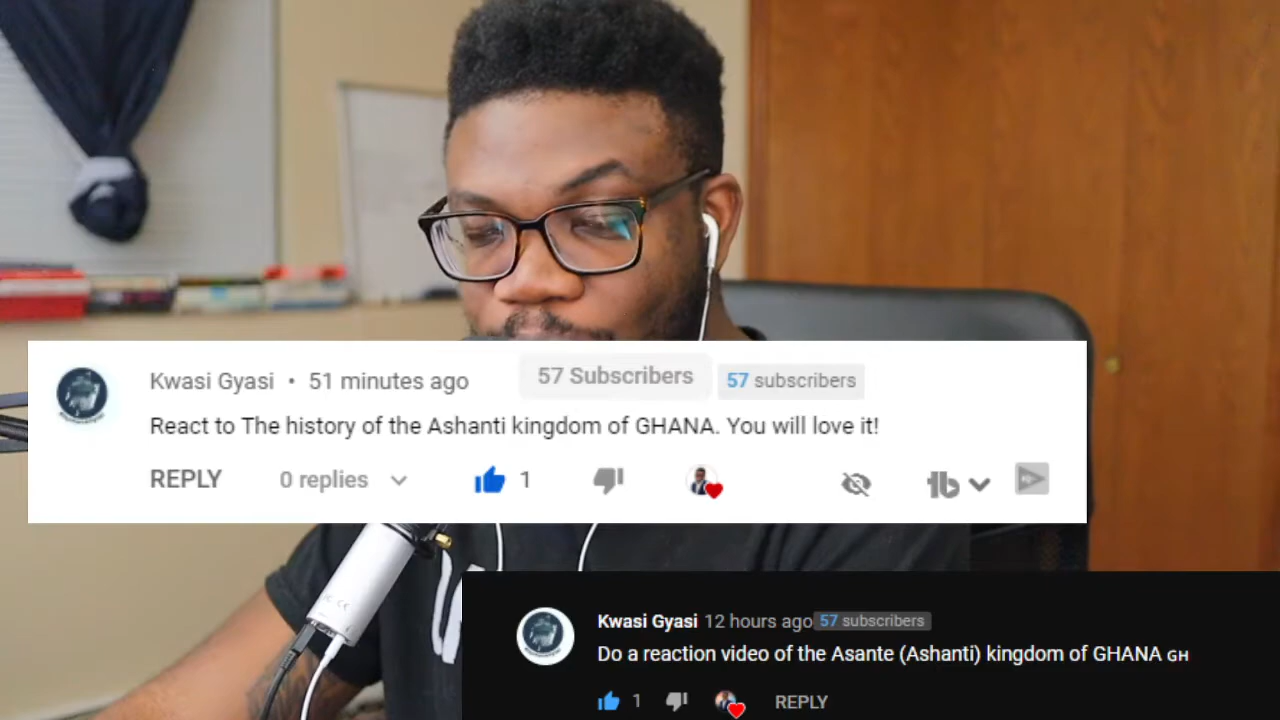 Kwasi Gyasi • 51 minutes ago 57 Subscribers 57 subscribers
React to The history of the Ashanti kingdom of GHANA. You will love it!
REPLY 0 replies 1
Kwasi Gyasi 12 hours ago 57 subscribers
Do a reaction video of the Asante (Ashanti) kingdom of GHANA GH
1 REPLY